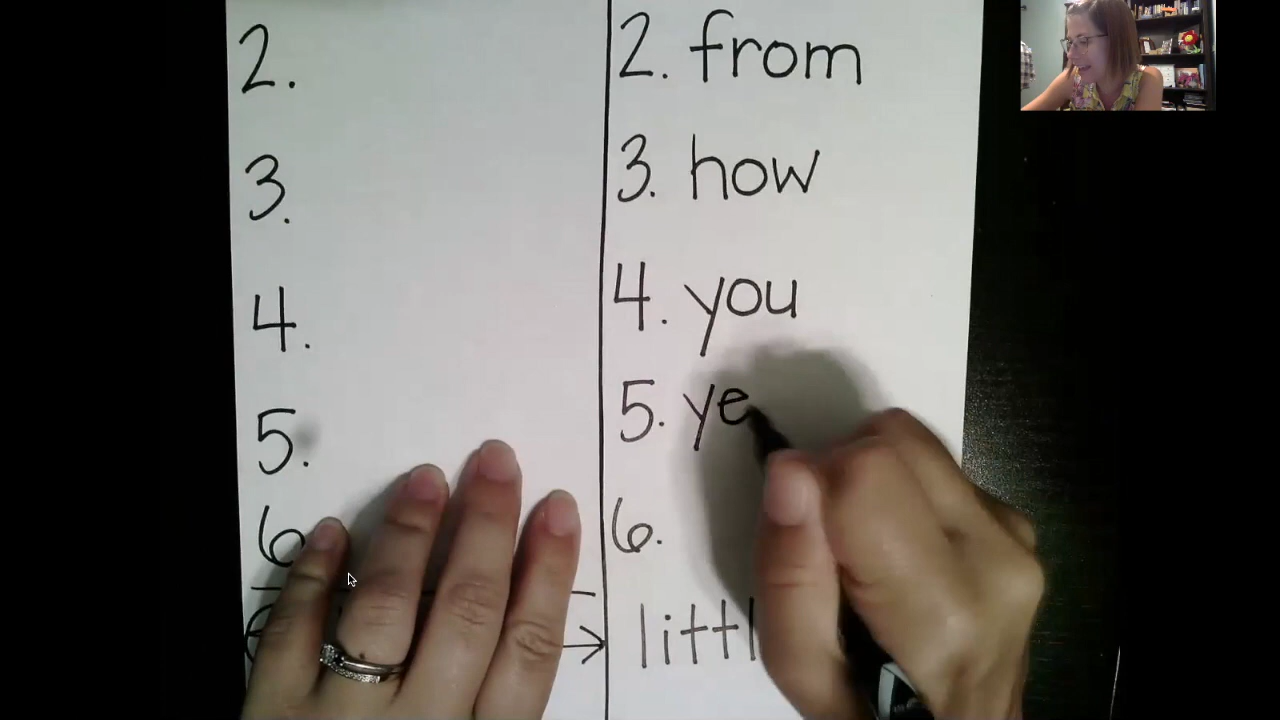 2.
3.
4.
5.
6
2. from
3. how
4. you
5. ye
6.
littl